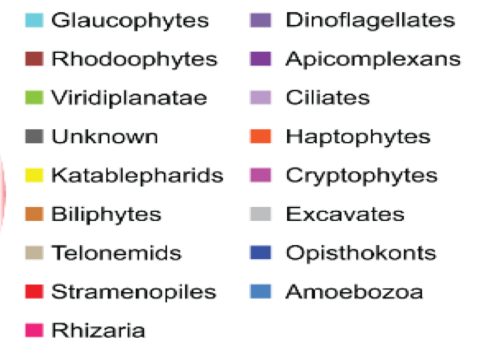 Glaucophytes
Rhodoophytes
Viridiplanatae
Unknown
Katablepharids
Biliphytes
Telonemids
Stramenopiles
Rhizaria
Dinoflagellates
Apicomplexans
Ciliates
Haptophytes
Cryptophytes
Excavates
Opisthokonts
Amoebozoa